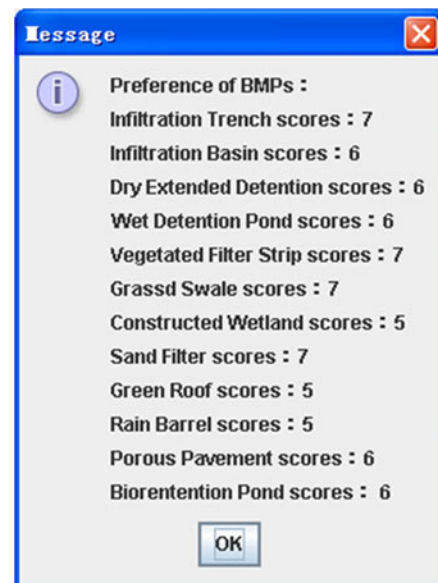 Message
Preference of BMPs :
Infiltration Trench scores : 7
Infiltration Basin scores : 6
Dry Extended Detention scores : 6
Wet Detention Pond scores : 6
Vegetated Filter Strip scores : 7
Grassd Swale scores : 7
Constructed Wetland scores : 5
Sand Filter scores : 7
Green Roof scores : 5
Rain Barrel scores : 5
Porous Pavement scores : 6
Biorentention Pond scores : 6
OK